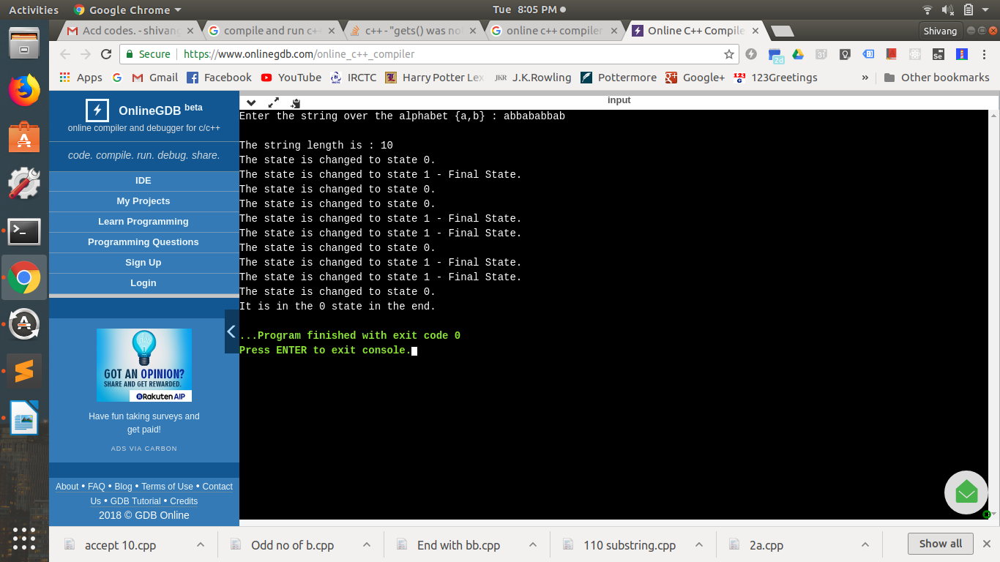 Activities Google Chrome Tue 8:05 PM
Acd codes. - shivang compile and run c++ c++ - "gets() was no online c++ compiler Online C++ Compile Shivang
Secure https://www.onlinegdb.com/online_c++_compiler 2d 31 Se
Apps Gmail Facebook YouTube IRCTC Harry Potter Lex JKR J.K.Rowling Pottermore Google+ 123Greetings » Other bookmarks
OnlineGDB beta
online compiler and debugger for c/c++
code. compile. run. debug. share.
IDE
My Projects
Learn Programming
Programming Questions
Sign Up
Login
GOT AN OPINION?
SHARE AND GET REWARDED.
Rakuten AIP
Have fun taking surveys and
get paid!
ADS VIA CARBON
About • FAQ • Blog • Terms of Use • Contact
Us • GDB Tutorial • Credits
2018 © GDB Online
input
Enter the string over the alphabet {a,b} : abbababbab
The string length is : 10
The state is changed to state 0.
The state is changed to state 1 - Final State.
The state is changed to state 0.
The state is changed to state 0.
The state is changed to state 1 - Final State.
The state is changed to state 1 - Final State.
The state is changed to state 0.
The state is changed to state 1 - Final State.
The state is changed to state 1 - Final State.
The state is changed to state 0.
It is in the 0 state in the end.
...Program finished with exit code 0
Press ENTER to exit console.
accept 10.cpp Odd no of b.cpp End with bb.cpp 110 substring.cpp 2a.cpp Show all